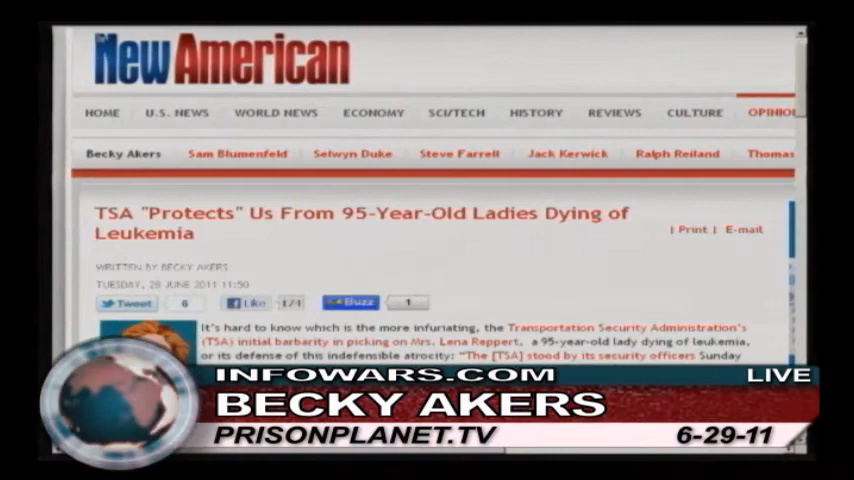 The New American
HOME U.S. NEWS WORLD NEWS ECONOMY SCI/TECH HISTORY REVIEWS CULTURE OPINION
Becky Akers Sam Blumenfeld Selwyn Duke Steve Farrell Jack Kerwick Ralph Reiland Thomas
TSA "Protects" Us From 95-Year-Old Ladies Dying of
Leukemia
| Print | E-mail
WRITTEN BY BECKY AKERS
TUESDAY, 28 JUNE 2011 11:50
Tweet 6 Like 174 Buzz 1
It's hard to know which is the more infuriating, the Transportation Security Administration's
(TSA) initial barbarity in picking on Mrs. Lena Reppert, a 95-year-old lady dying of leukemia,
or its defense of this indefensible atrocity: "The [TSA] stood by its security officers Sunday
INFOWARS.COM LIVE
BECKY AKERS
PRISONPLANET.TV 6-29-11